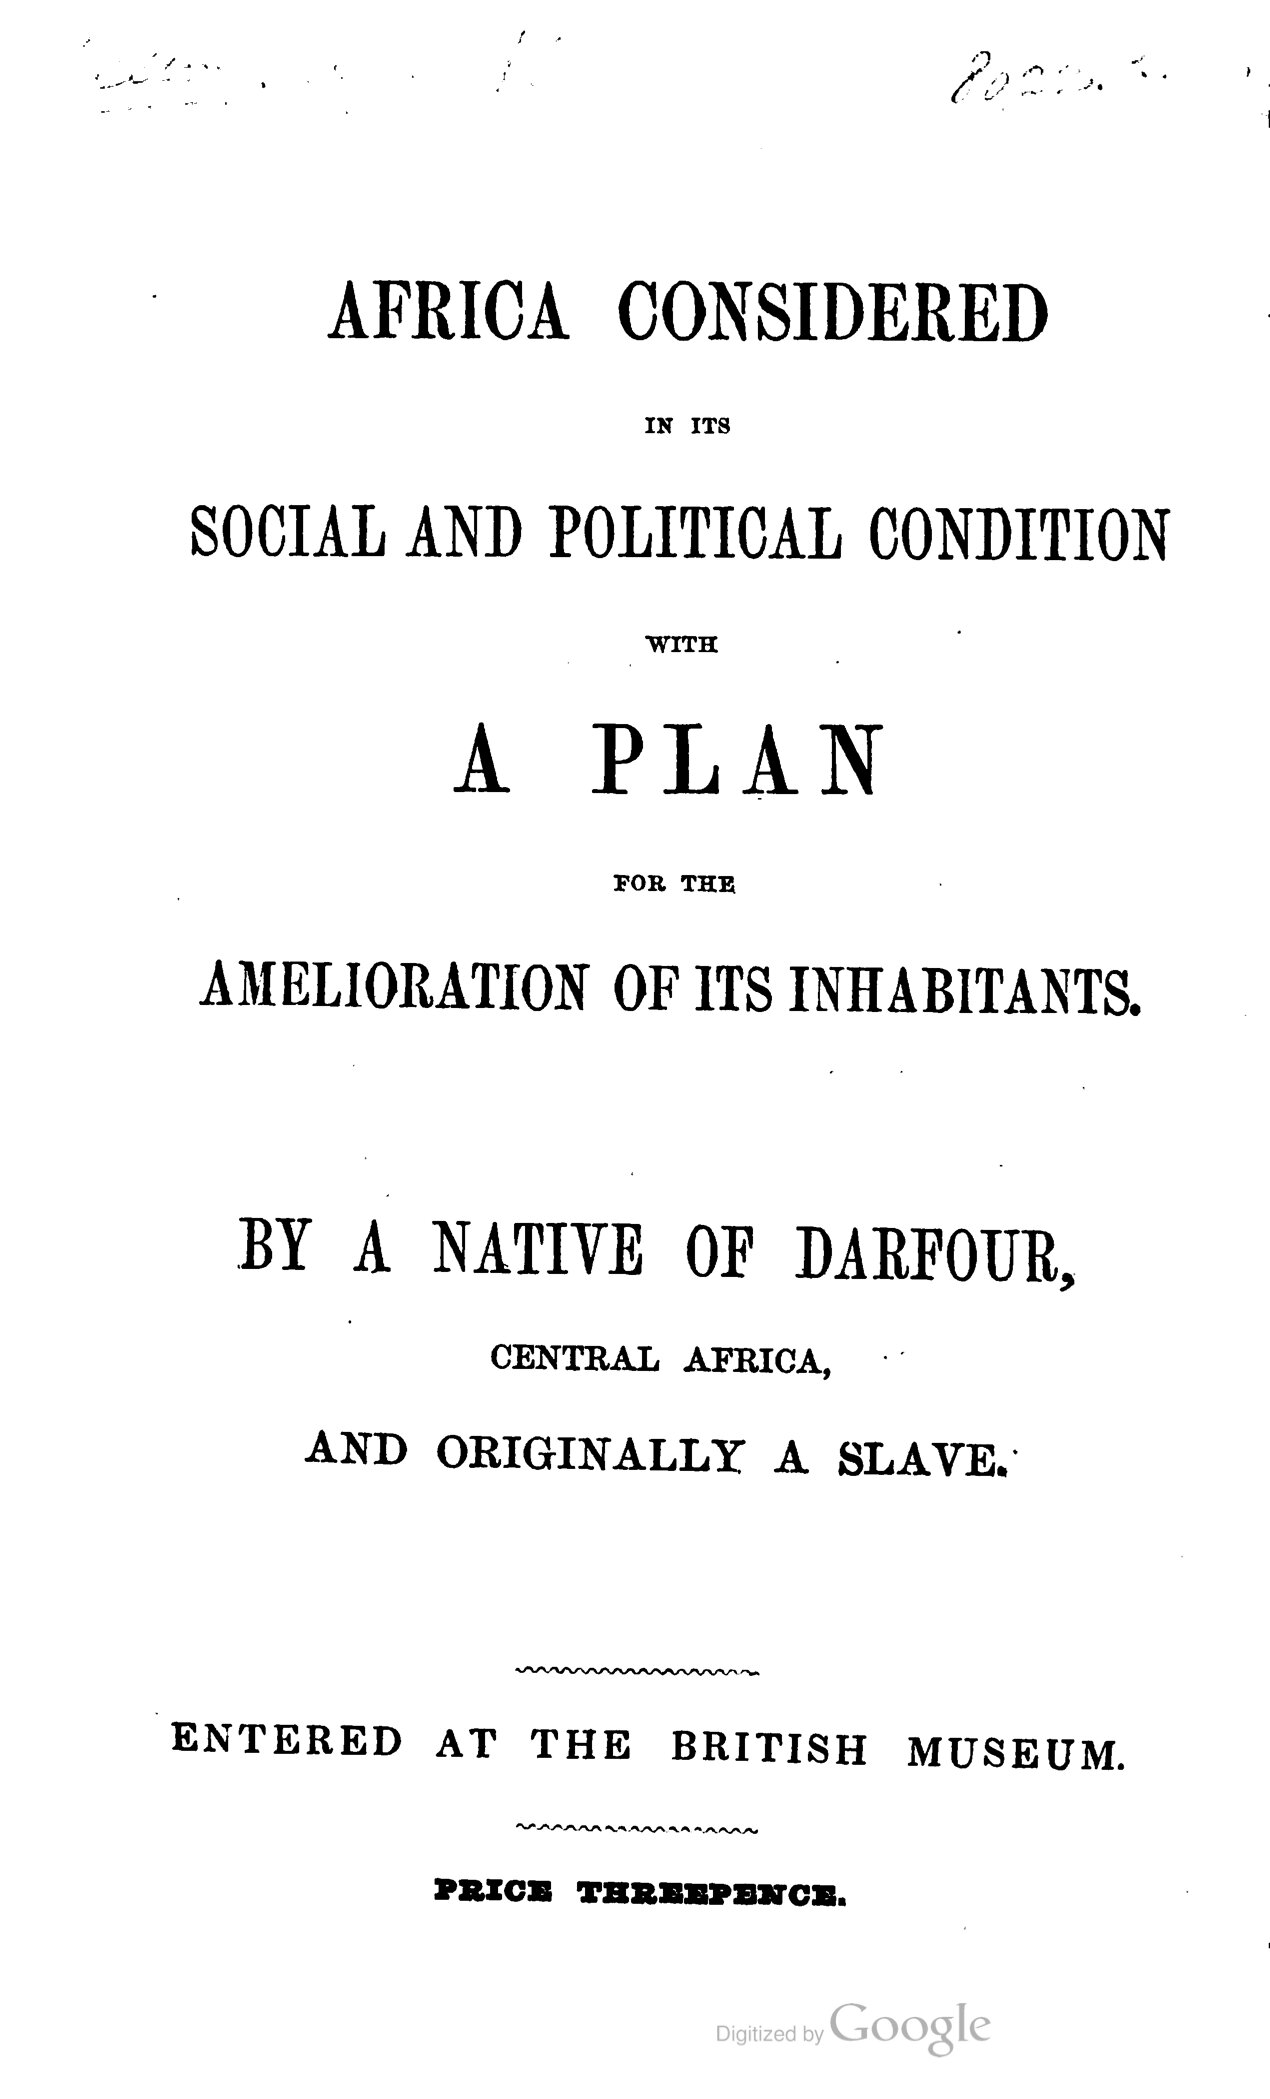 AFRICA CONSIDERED
IN ITS
SOCIAL AND POLITICAL CONDITION
WITH
A PLAN
FOR THE
AMELIORATION OF ITS INHABITANTS.
BY A NATIVE OF DARFOUR,
CENTRAL AFRICA,
AND ORIGINALLY A SLAVE.
ENTERED AT THE BRITISH MUSEUM.
PRICE THREEPENCE.
Digitized by Google